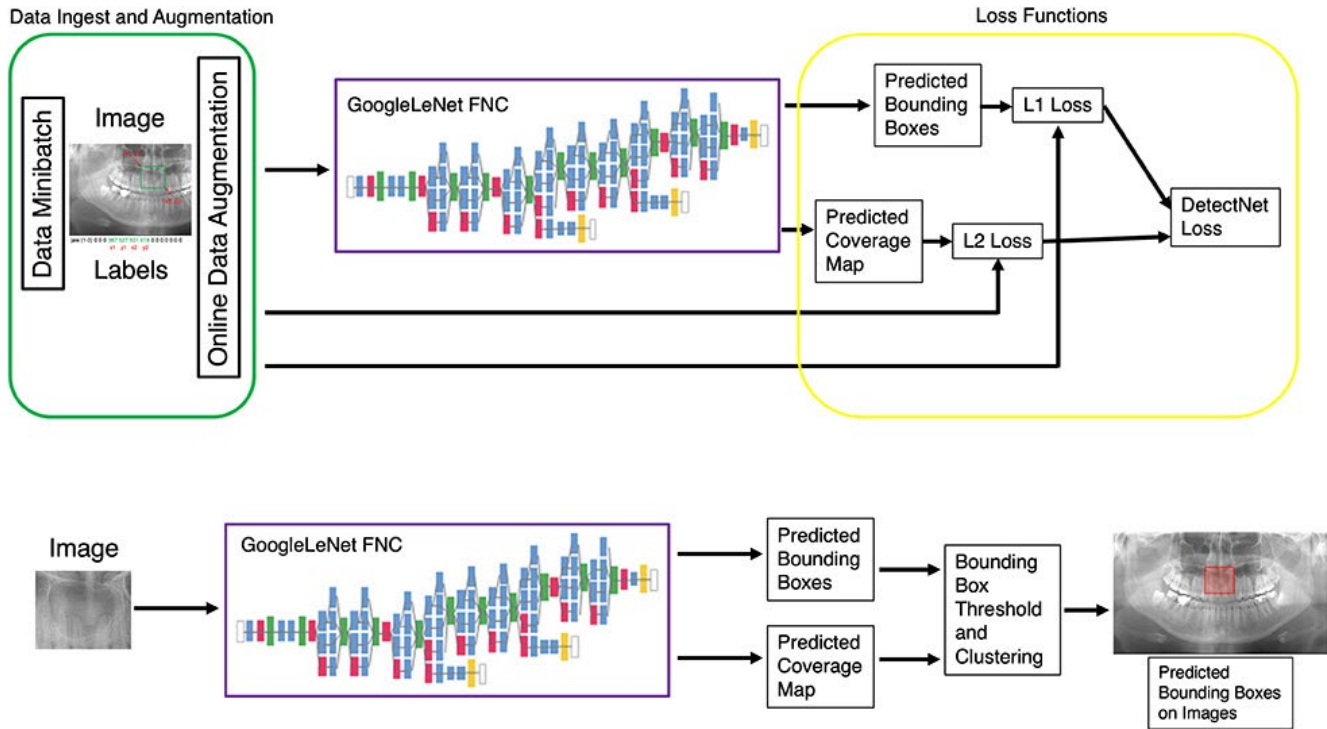 Data Ingest and Augmentation
Loss Functions
Data Minibatch
Image
Labels
Online Data Augmentation
GoogleLeNet FNC
Predicted
Bounding
Boxes
L1 Loss
Predicted
Coverage
Map
L2 Loss
DetectNet
Loss
Image
GoogleLeNet FNC
Predicted
Bounding
Boxes
Predicted
Coverage
Map
Bounding
Box
Threshold
and
Clustering
Predicted
Bounding Boxes
on Images